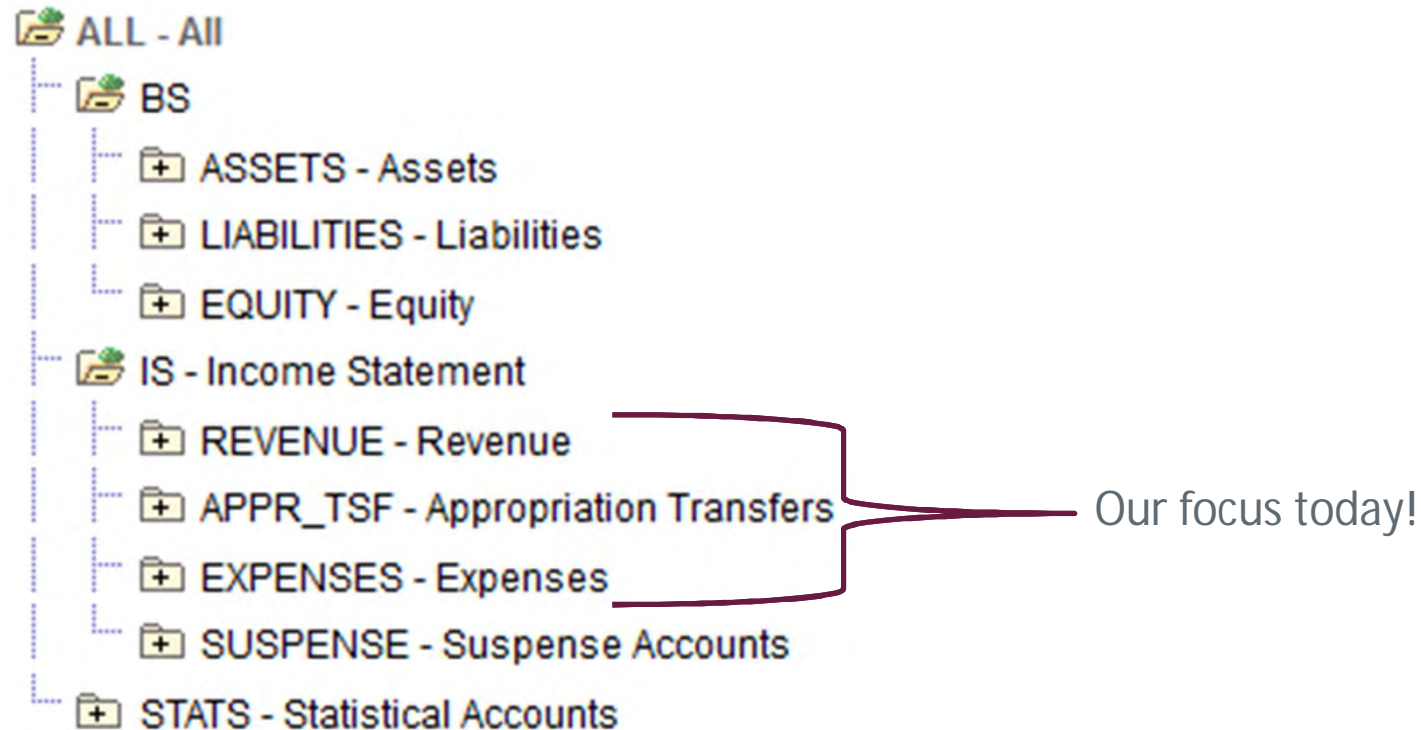 ALL - All
BS
ASSETS - Assets
LIABILITIES - Liabilities
EQUITY - Equity
IS - Income Statement
REVENUE - Revenue
APPR_TSF - Appropriation Transfers
Our focus today!
EXPENSES - Expenses
SUSPENSE - Suspense Accounts
STATS - Statistical Accounts